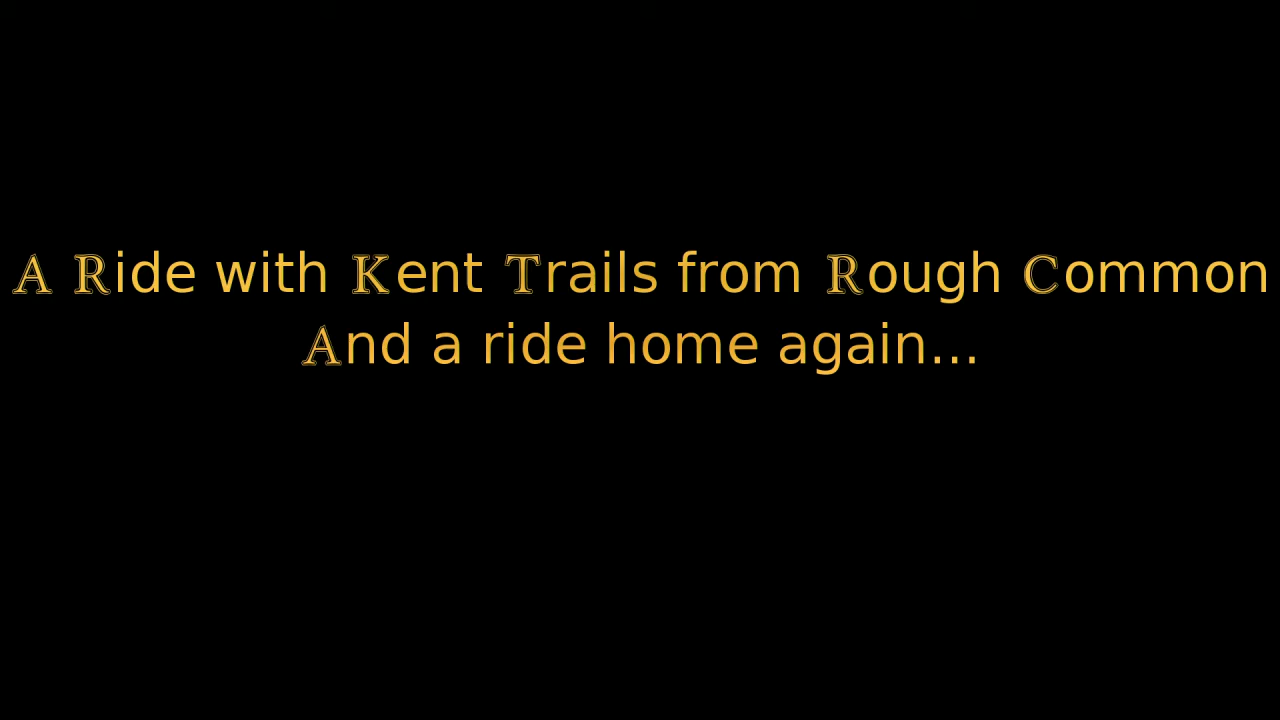 A Ride with Kent Trails from Rough Common
And a ride home again...